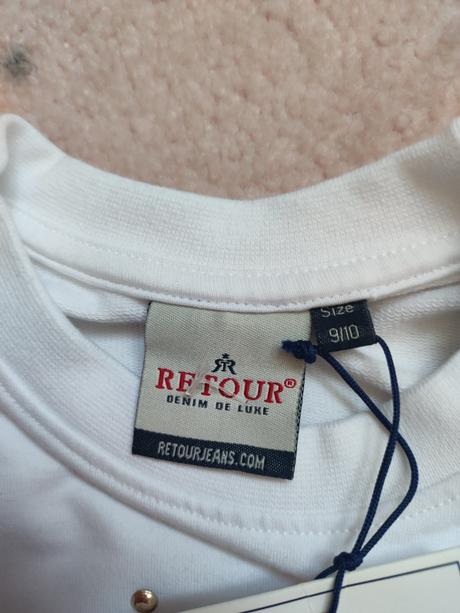 Size
9/10
RETOUR®
DENIM DE LUXE
RETOURJEANS.COM